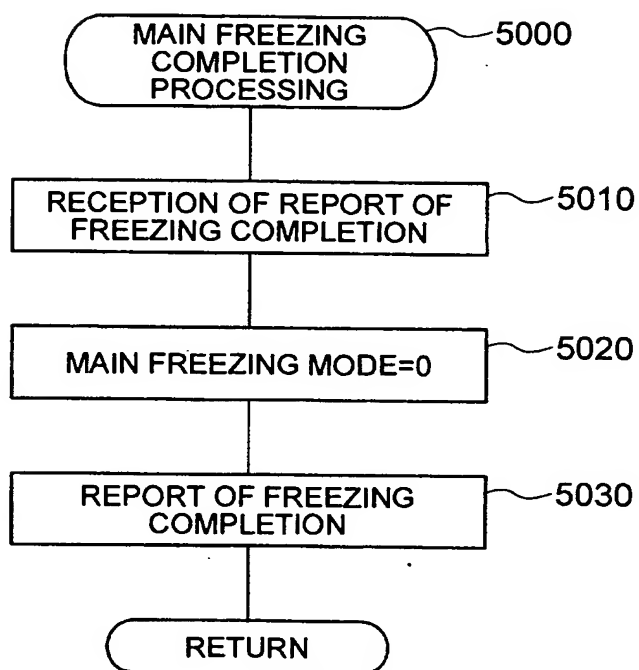 MAIN FREEZING
COMPLETION
PROCESSING
5000
RECEPTION OF REPORT OF
FREEZING COMPLETION
5010
MAIN FREEZING MODE=0
5020
REPORT OF FREEZING
COMPLETION
5030
RETURN